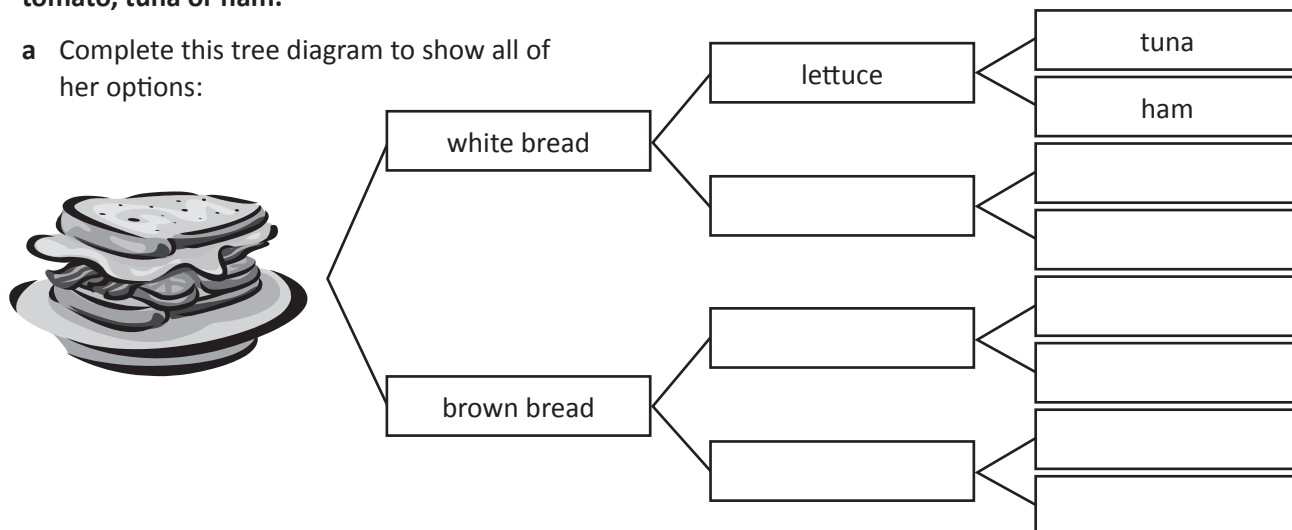 tomato, tuna or ham.
a Complete this tree diagram to show all of
her options:
white bread
brown bread
lettuce
tuna
ham